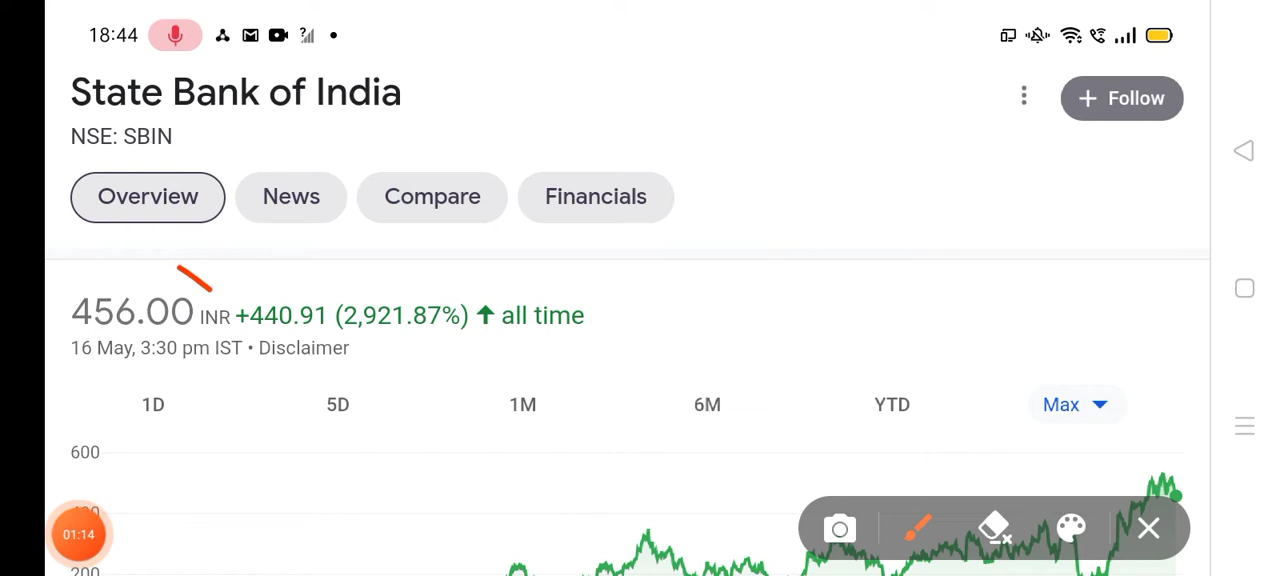 18:44
State Bank of India
+ Follow
NSE: SBIN
Overview News Compare Financials
456.00 INR +440.91 (2,921.87%) ↑ all time
16 May, 3:30 pm IST • Disclaimer
1D 5D 1M 6M YTD Max
600
01:14
200